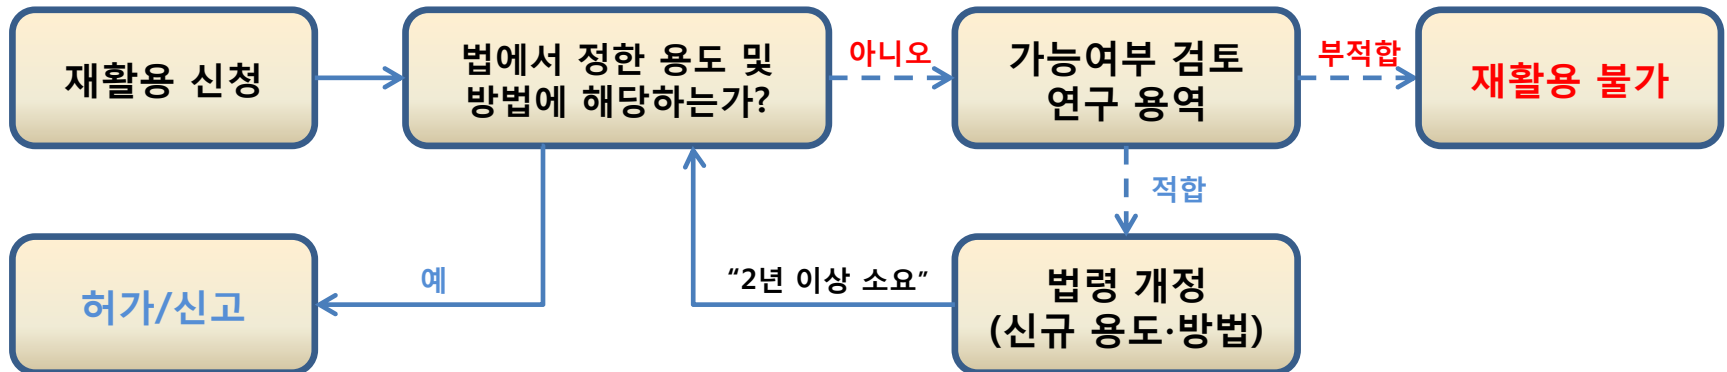 재활용 신청
법에서 정한 용도 및
방법에 해당하는가?
아니오
가능여부 검토
연구 용역
부적합
재활용 불가
적합
허가/신고
예
“2년 이상 소요”
법령 개정
(신규 용도·방법)